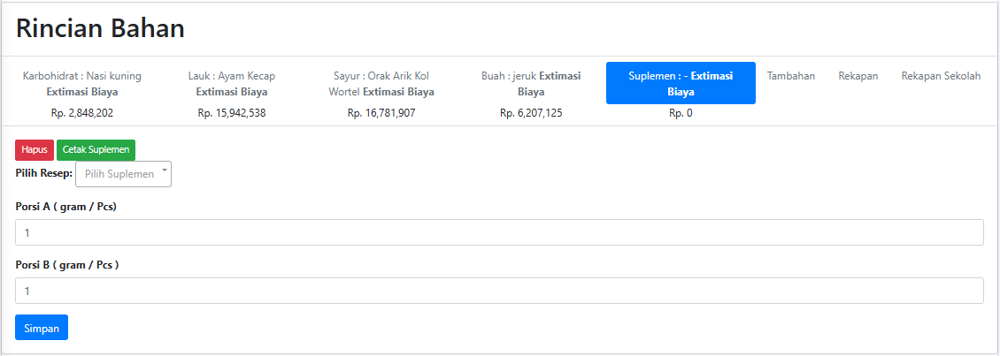 Rincian Bahan
Karbohidrat : Nasi kuning
Extimasi Biaya
Rp. 2,848,202
Lauk : Ayam Kecap
Extimasi Biaya
Rp. 15,942,538
Sayur : Orak Arik Kol
Wortel Extimasi Biaya
Rp. 16,781,907
Buah : jeruk Extimasi
Biaya
Rp. 6,207,125
Suplemen : - Extimasi
Biaya
Rp. 0
Tambahan
Rekapan
Rekapan Sekolah
Hapus
Cetak Suplemen
Pilih Resep: Pilih Suplemen
Porsi A ( gram / Pcs)
1
Porsi B ( gram / Pcs )
1
Simpan